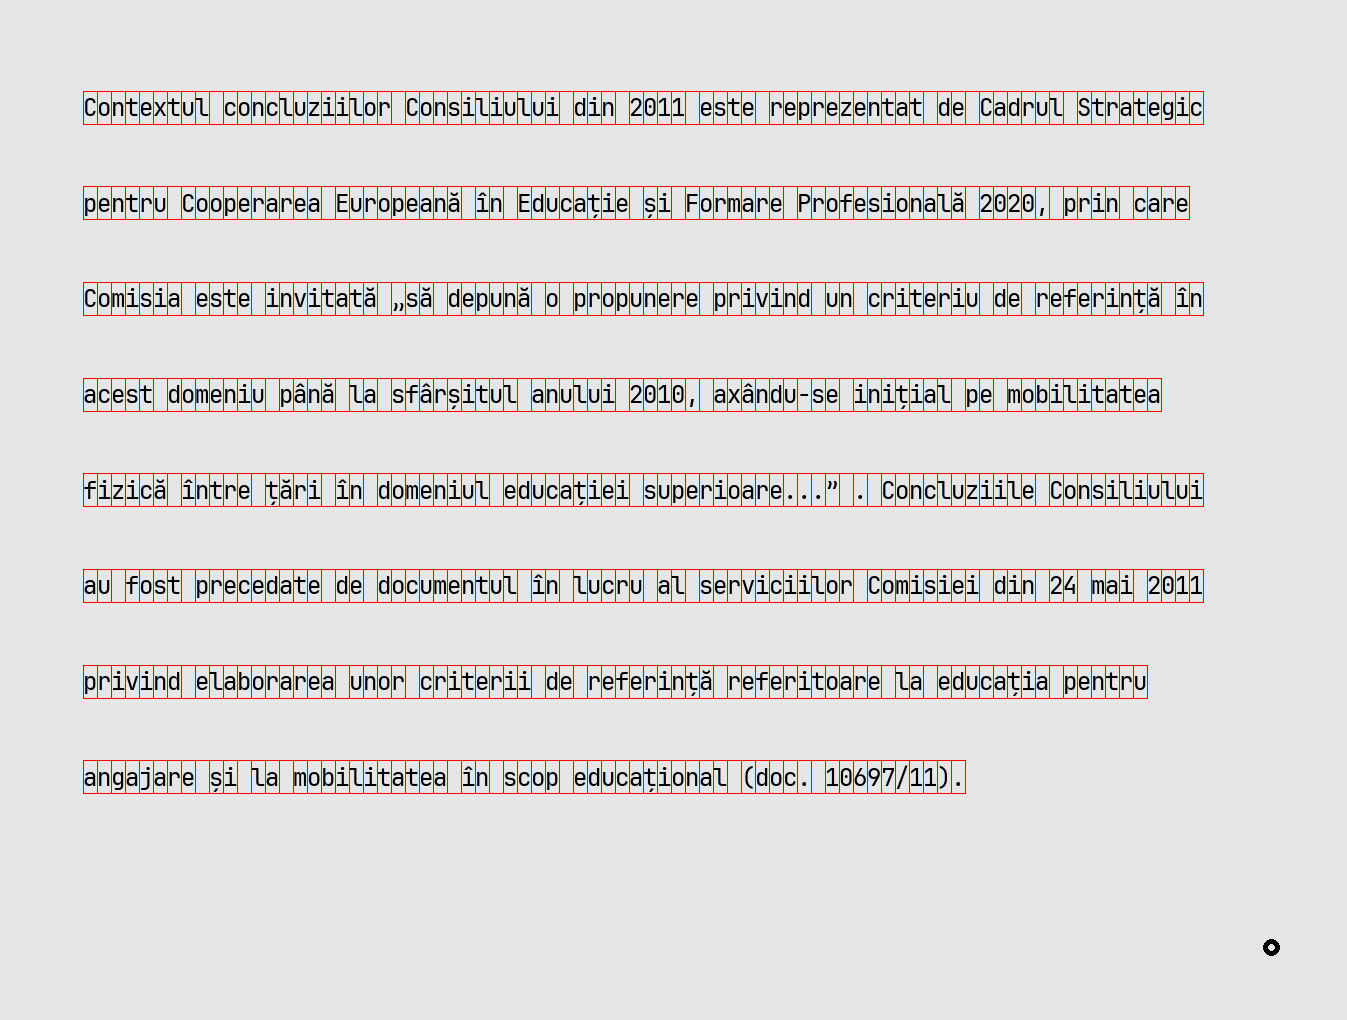 Contextul concluziilor Consiliului din 2011 este reprezentat de Cadrul Strategic
pentru Cooperarea Europeană în Educație și Formare Profesională 2020, prin care
Comisia este invitată „să depună o propunere privind un criteriu de referință în
acest domeniu până la sfârșitul anului 2010, axându-se inițial pe mobilitatea
fizică între țări în domeniul educației superioare...” . Concluziile Consiliului
au fost precedate de documentul în lucru al serviciilor Comisiei din 24 mai 2011
privind elaborarea unor criterii de referință referitoare la educația pentru
angajare și la mobilitatea în scop educațional (doc. 10697/11).